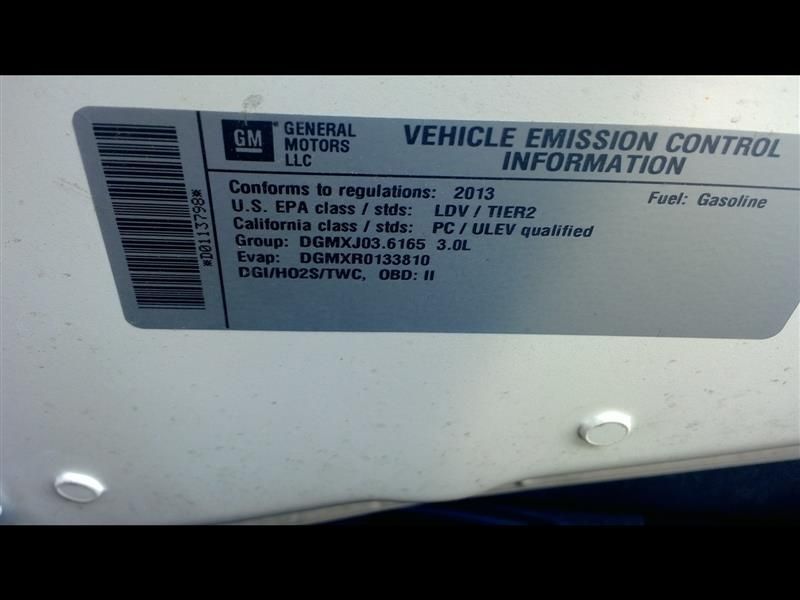 *D0113798*
GM GENERAL MOTORS LLC
VEHICLE EMISSION CONTROL
INFORMATION
Conforms to regulations: 2013
Fuel: Gasoline
U.S. EPA class / stds: LDV / TIER2
California class / stds: PC / ULEV qualified
Group: DGMXJ03.6165 3.0L
Evap: DGMXR0133810
DGI/HO2S/TWC, OBD: II